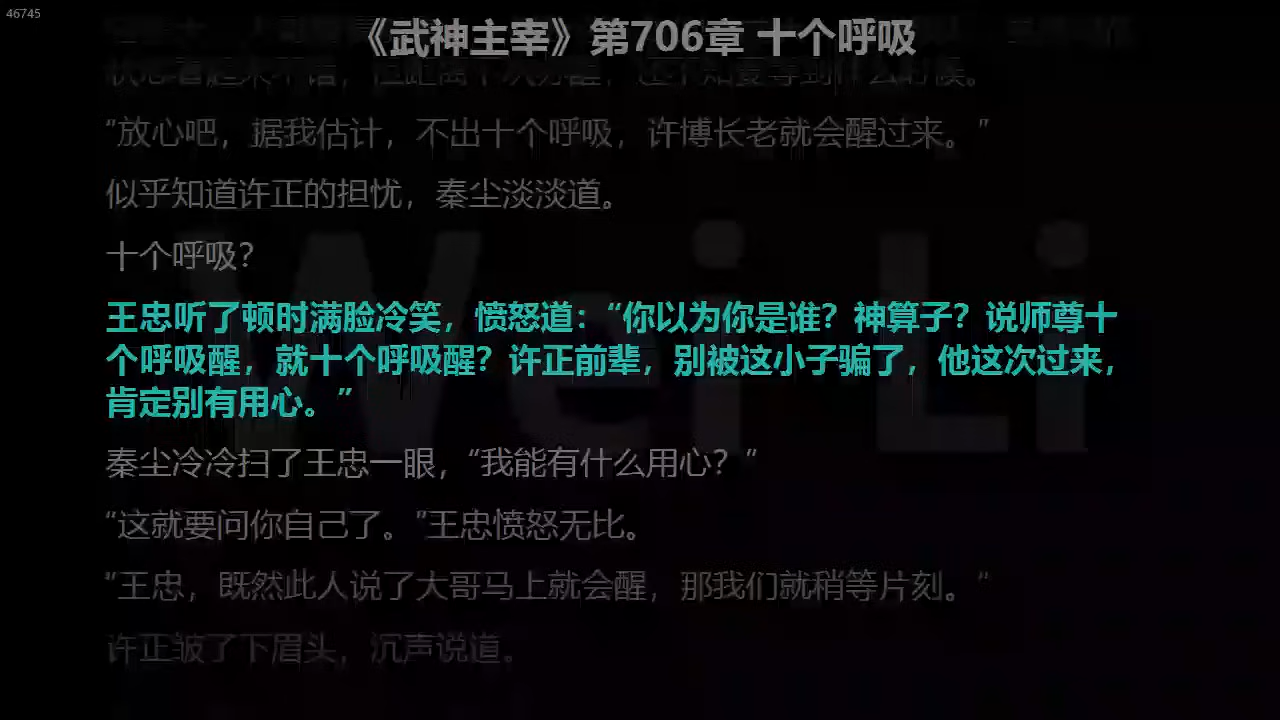 46745
《武神主宰》第706章 十个呼吸
“放心吧，据我估计，不出十个呼吸，许博长老就会醒过来。”
似乎知道许正的担忧，秦尘淡淡道。
十个呼吸？
王忠听了顿时满脸冷笑，愤怒道：“你以为你是谁？神算子？说师尊十
个呼吸醒，就十个呼吸醒？许正前辈，别被这小子骗了，他这次过来，
肯定别有用心。”
秦尘冷冷扫了王忠一眼，“我能有什么用心？”
“这就要问你自己了。”王忠愤怒无比。
“王忠，既然此人说了大哥马上就会醒，那我们就稍等片刻。”
许正皱了下眉头，沉声说道。
Wei Li